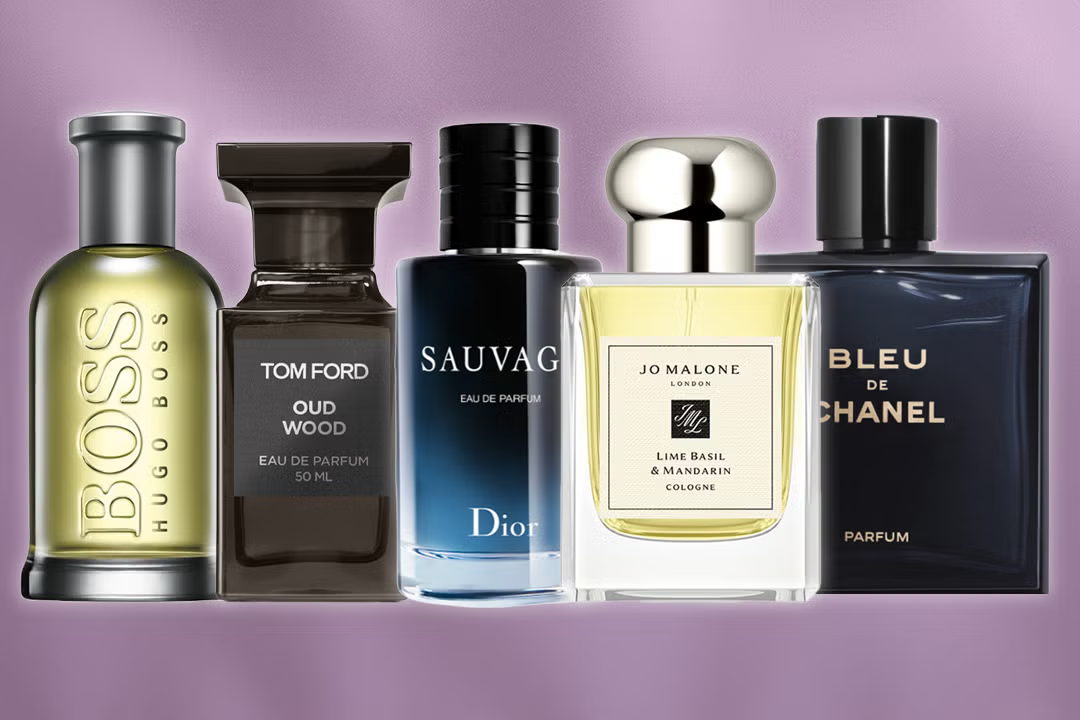 BOSS
HUGO BOSS
TOM FORD
OUD
WOOD
EAU DE PARFUM
50 ML
SAUVAG
EAU DE PARFUM
Dior
JO MALONE
LONDON
JML
LIME BASIL
& MANDARIN
COLOGNE
BLEU
DE
CHANEL
PARFUM